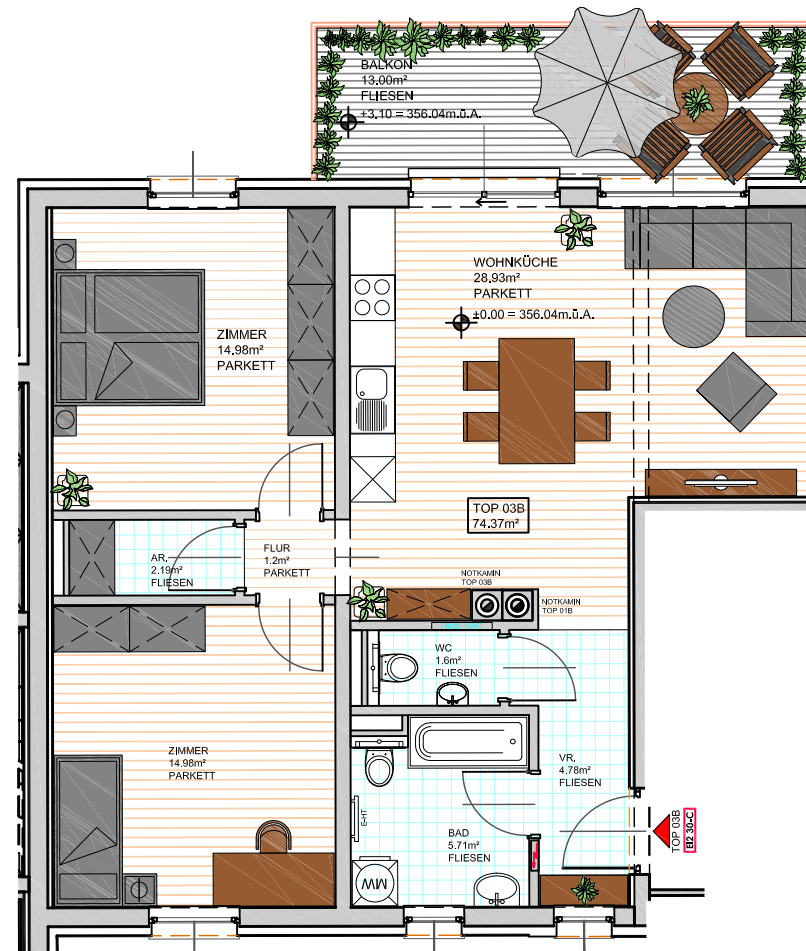 BALKON
13.00m²
FLIESEN
+3.10 = 356.04m.ü.A.
WOHNKÜCHE
28.93m²
PARKETT
±0.00 = 356.04m.ü.A.
ZIMMER
14.98m²
PARKETT
TOP 03B
74.37m²
AR.
2.19m²
FLIESEN
FLUR
1.2m²
PARKETT
NOTKAMIN
TOP 03B
NOTKAMIN
TOP 01B
WC
1.6m²
FLIESEN
ZIMMER
14.98m²
PARKETT
VR.
4.78m²
FLIESEN
E-HT
BAD
5.71m²
FLIESEN
MW
TOP 03B
EI2 30-C